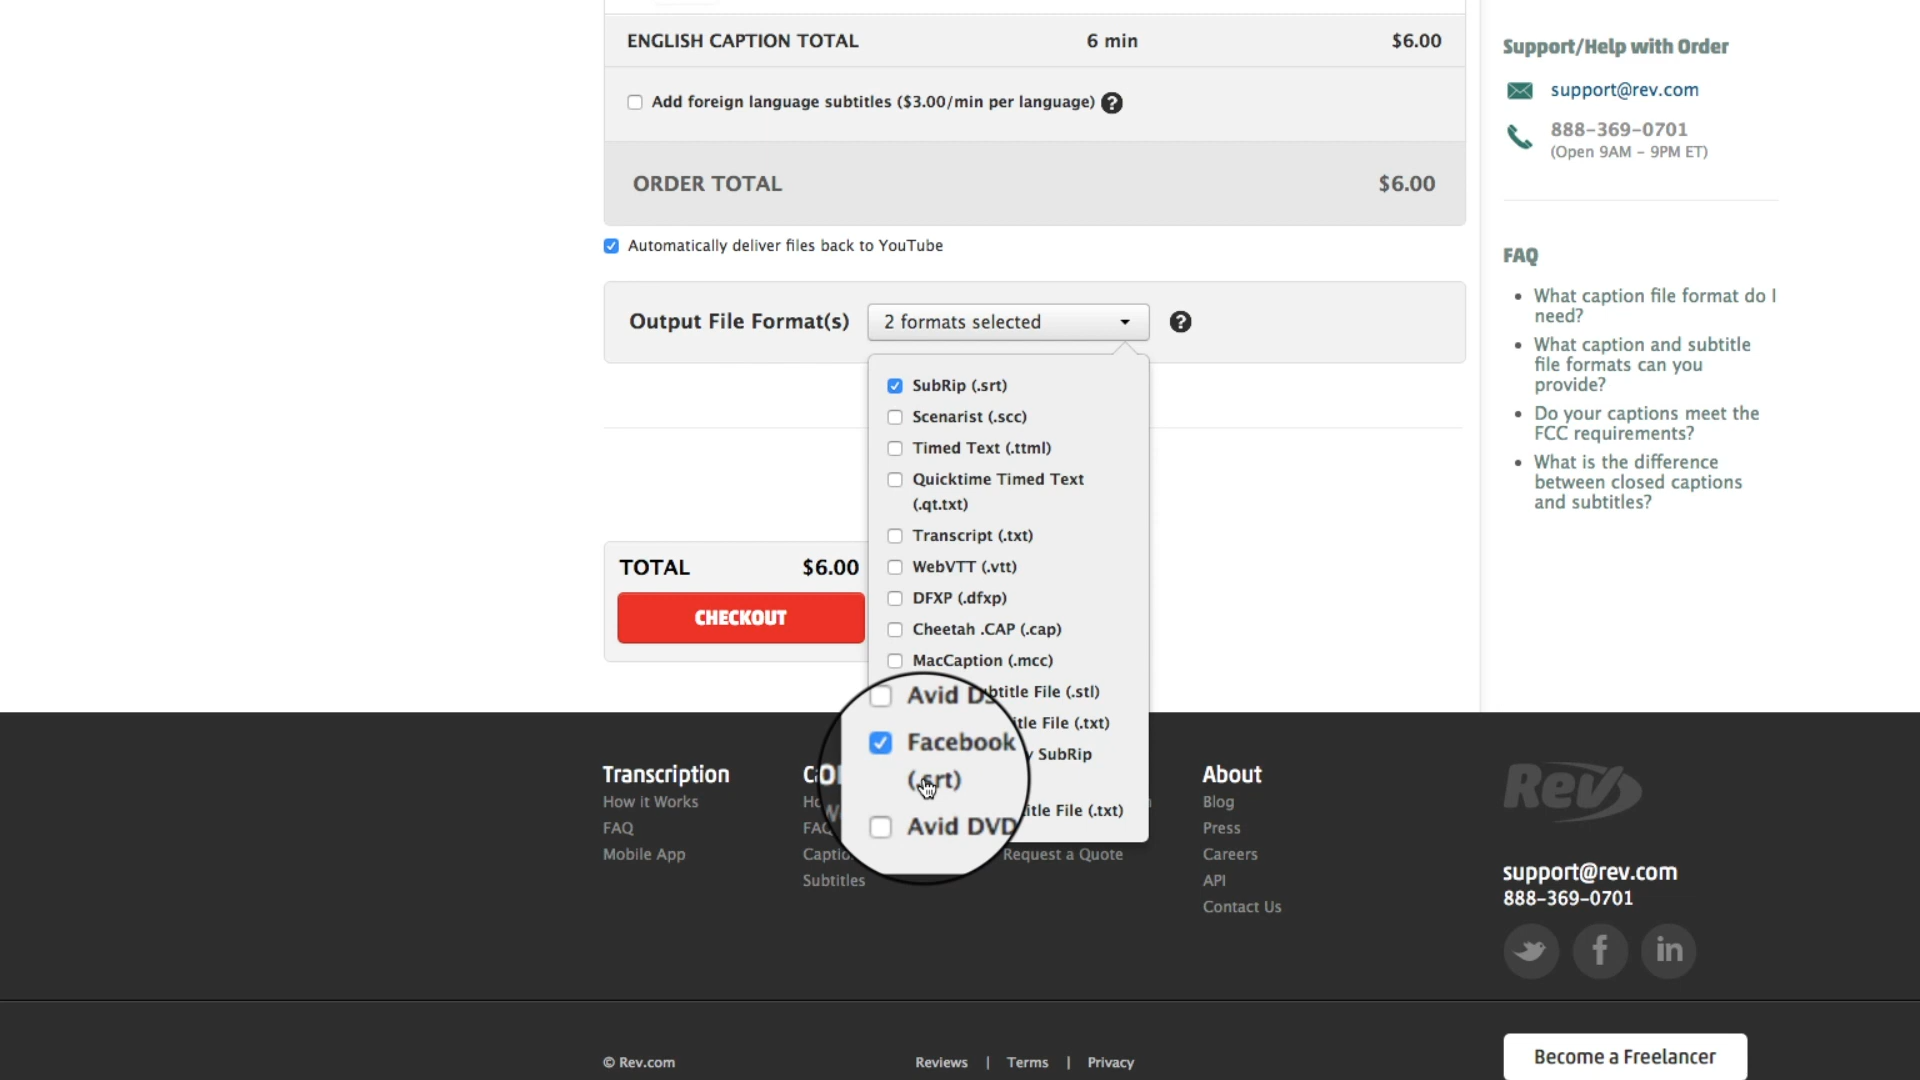 ENGLISH CAPTION TOTAL 6 min $6.00
Add foreign language subtitles ($3.00/min per language) ?
ORDER TOTAL $6.00
Automatically deliver files back to YouTube
Output File Format(s) 2 formats selected ?
SubRip (.srt)
Scenarist (.scc)
Timed Text (.ttml)
Quicktime Timed Text
(.qt.txt)
Transcript (.txt)
WebVTT (.vtt)
DFXP (.dfxp)
Cheetah .CAP (.cap)
MacCaption (.mcc)
Avid DS btitle File (.stl)
itle File (.txt)
Facebook y SubRip
(.srt)
Avid DVD itle File (.txt)
TOTAL $6.00
CHECKOUT
Support/Help with Order
support@rev.com
888-369-0701
(Open 9AM - 9PM ET)
FAQ
What caption file format do I
need?
What caption and subtitle
file formats can you
provide?
Do your captions meet the
FCC requirements?
What is the difference
between closed captions
and subtitles?
Transcription
How it Works
FAQ
Mobile App
FAQ
Captio
Subtitles
Request a Quote
About
Blog
Press
Careers
API
Contact Us
Rev
support@rev.com
888-369-0701
f
in
© Rev.com
Reviews | Terms | Privacy
Become a Freelancer